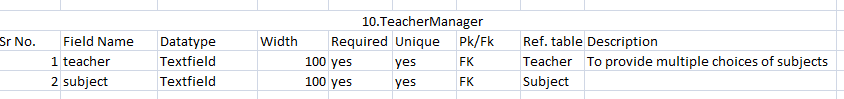 10.TeacherManager
Sr No. Field Name Datatype Width Required Unique Pk/Fk Ref. table Description
1 teacher Textfield 100 yes yes FK Teacher To provide multiple choices of subjects
2 subject Textfield 100 yes yes FK Subject